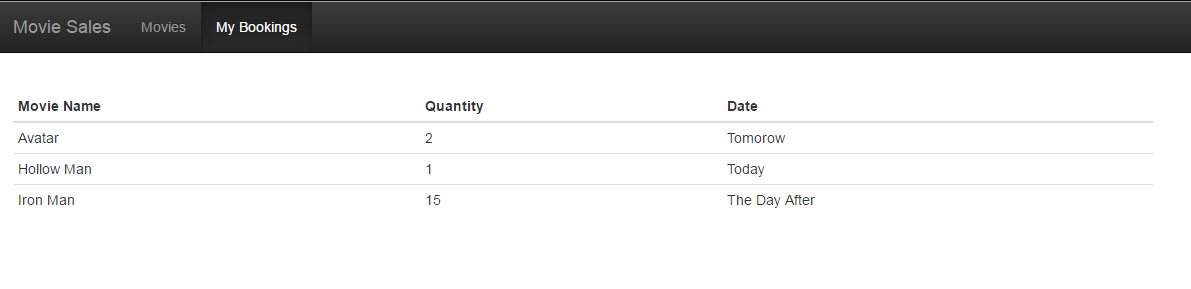 Movie Sales Movies My Bookings
Movie Name Quantity Date
Avatar 2 Tomorow
Hollow Man 1 Today
Iron Man 15 The Day After